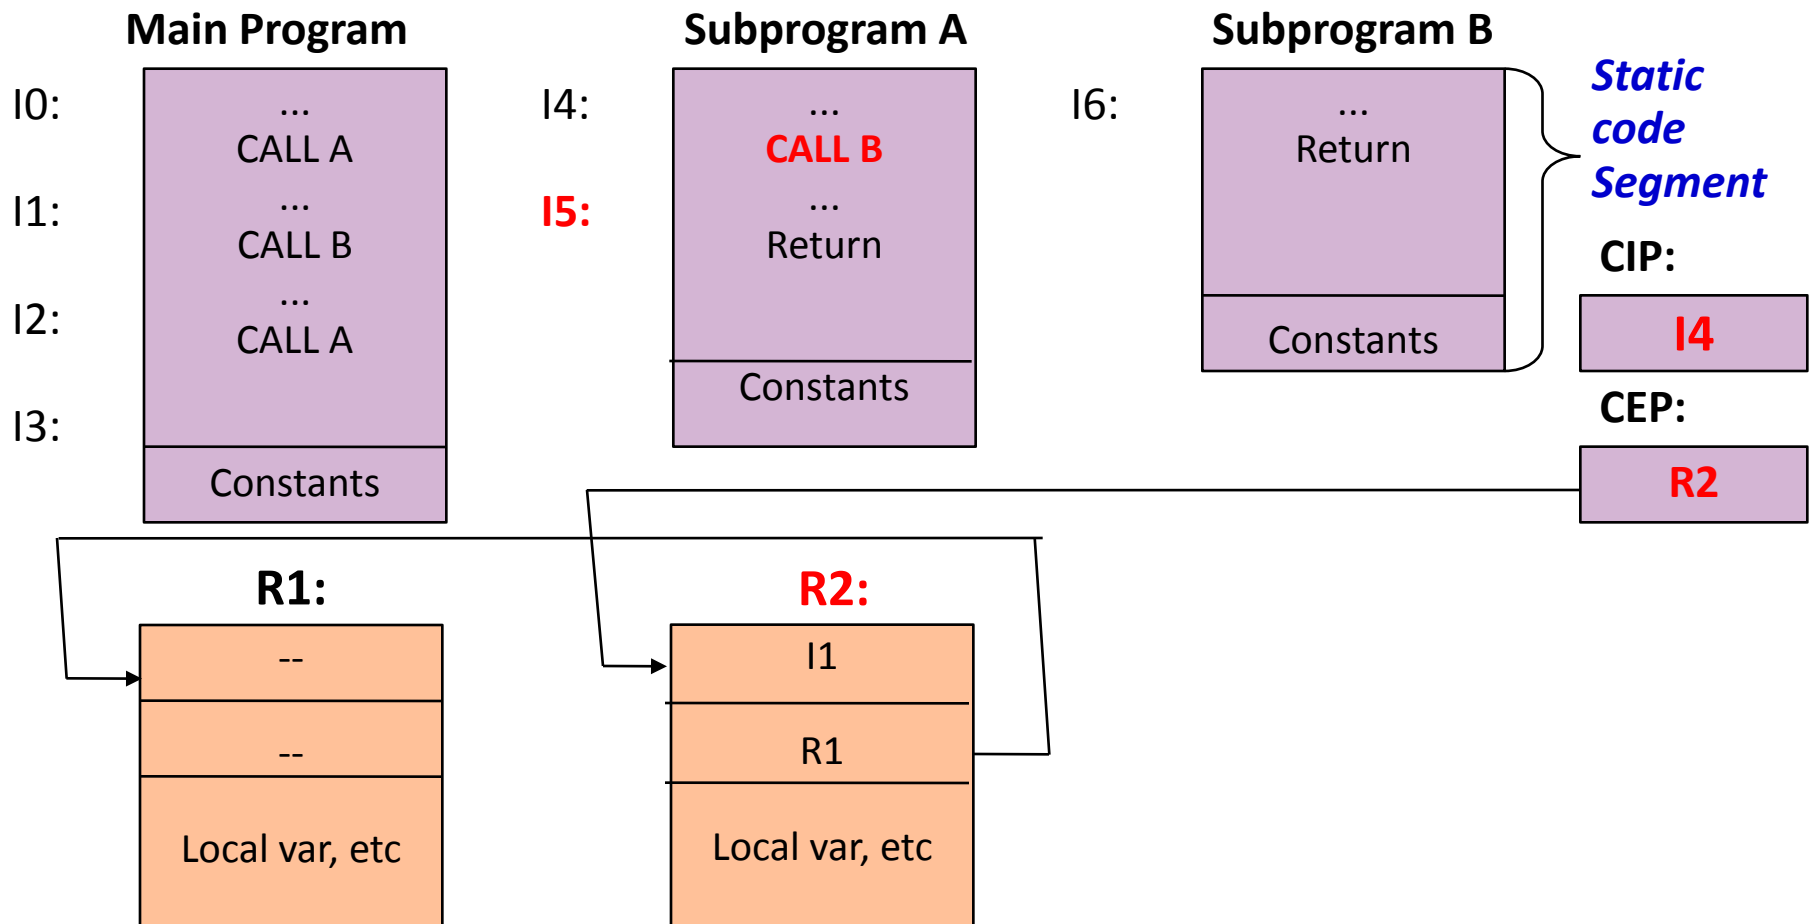 Main Program
I0:
...
CALL A
I1:
...
CALL B
I2:
...
CALL A
I3:
Constants
Subprogram A
I4:
...
CALL B
I5:
...
Return
Constants
Subprogram B
I6:
...
Return
Constants
Static
code
Segment
CIP:
I4
CEP:
R2
R1:
--
--
Local var, etc
R2:
I1
R1
Local var, etc